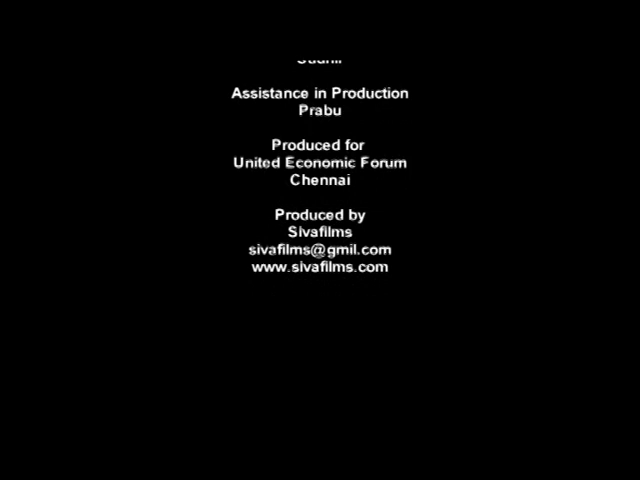 Assistance in Production
Prabu
Produced for
United Economic Forum
Chennai
Produced by
Sivafilms
sivafilms@gmil.com
www.sivafilms.com